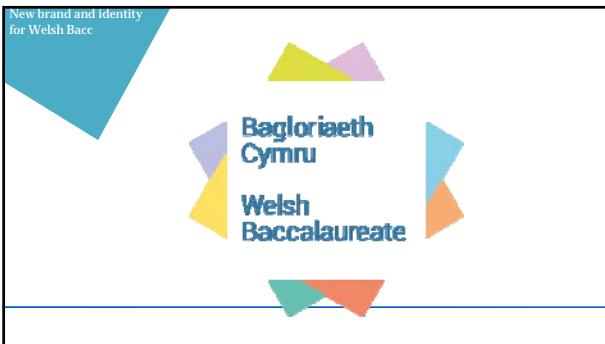 New brand and identity
for Welsh Bacc
Bagloriaeth
Cymru
Welsh
Baccalaureate